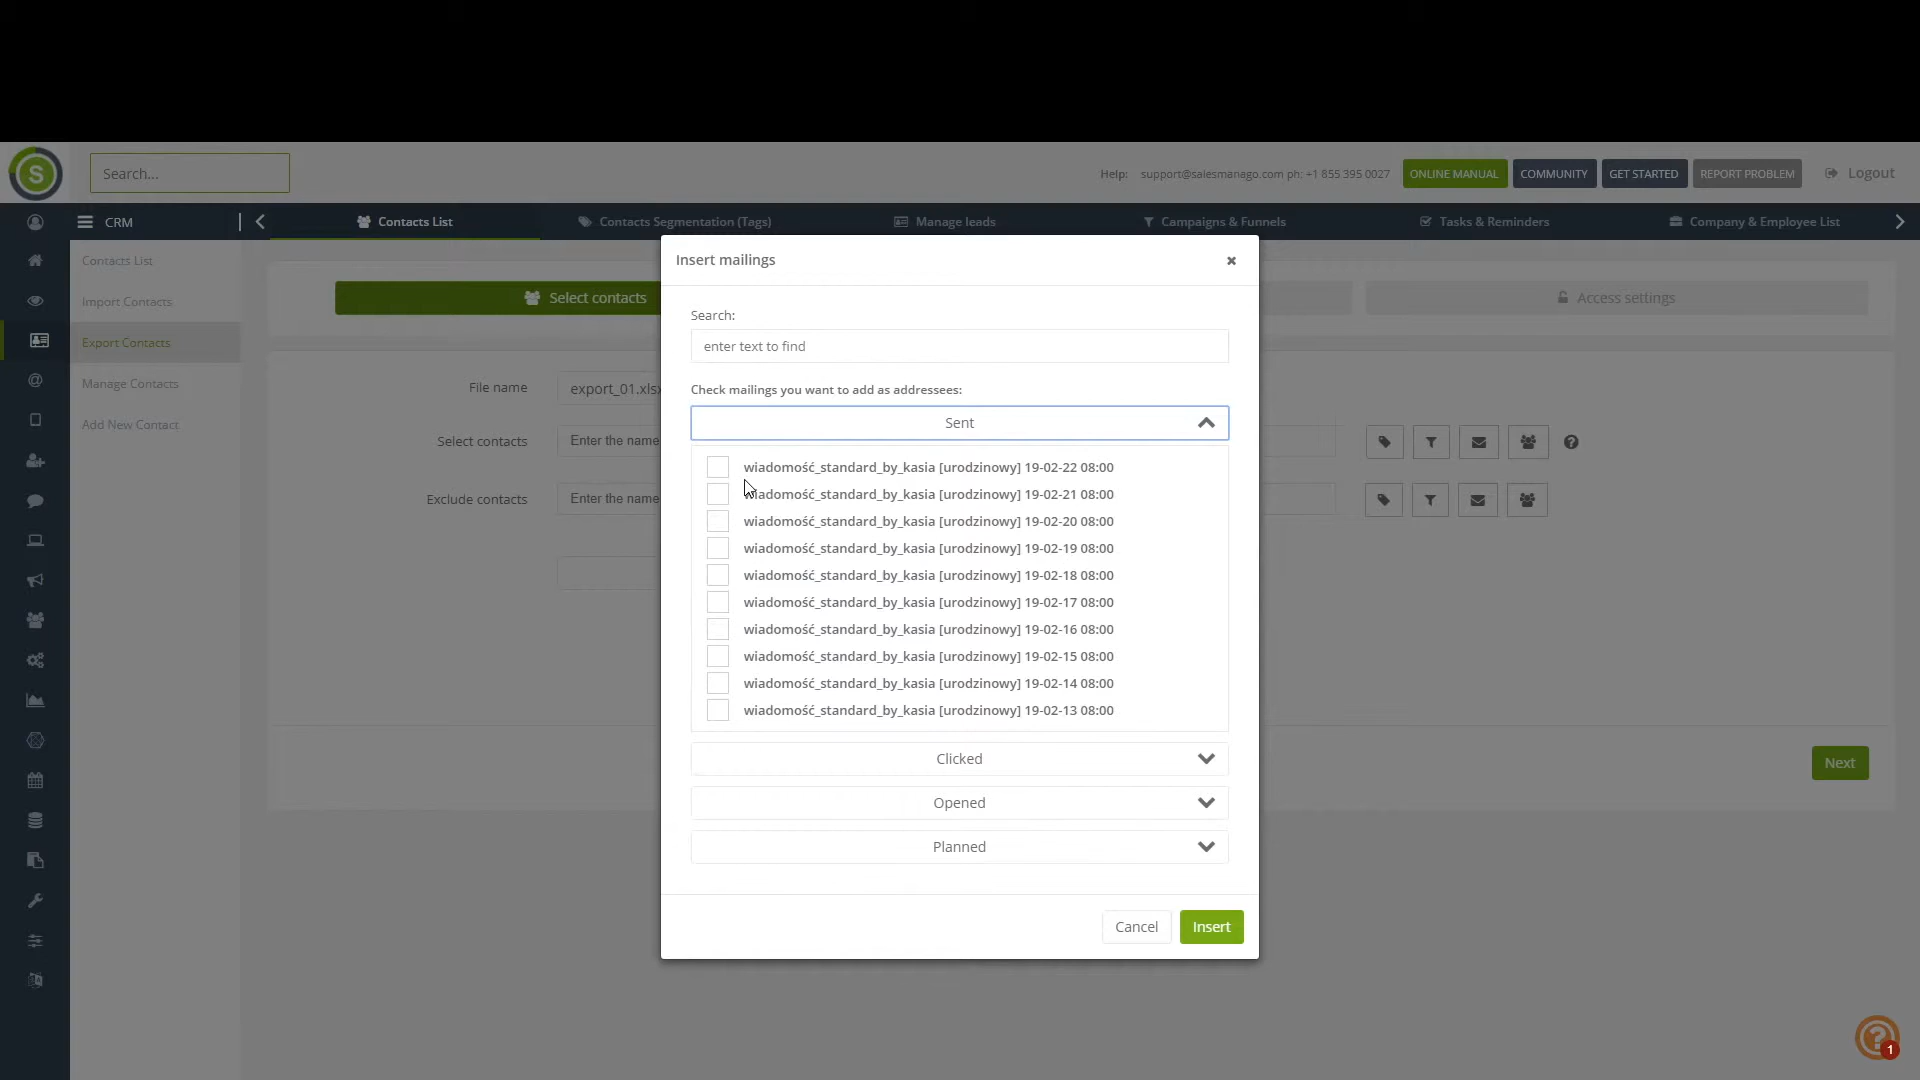 S
Search...
Help: support@salesmanago.com ph: +1 855 395 0027
ONLINE MANUAL
COMMUNITY
GET STARTED
REPORT PROBLEM
Logout
CRM
Contacts List
Contacts Segmentation (Tags)
Manage leads
Campaigns & Funnels
Tasks & Reminders
Company & Employee List
Contacts List
Import Contacts
Export Contacts
Manage Contacts
Add New Contact
Select contacts
Access settings
File name
export_01.xlsx
Select contacts
Enter the name
Exclude contacts
Enter the name
Next
Insert mailings
Search:
enter text to find
Check mailings you want to add as addressees:
Sent
wiadomość_standard_by_kasia [urodzinowy] 19-02-22 08:00
wiadomość_standard_by_kasia [urodzinowy] 19-02-21 08:00
wiadomość_standard_by_kasia [urodzinowy] 19-02-20 08:00
wiadomość_standard_by_kasia [urodzinowy] 19-02-19 08:00
wiadomość_standard_by_kasia [urodzinowy] 19-02-18 08:00
wiadomość_standard_by_kasia [urodzinowy] 19-02-17 08:00
wiadomość_standard_by_kasia [urodzinowy] 19-02-16 08:00
wiadomość_standard_by_kasia [urodzinowy] 19-02-15 08:00
wiadomość_standard_by_kasia [urodzinowy] 19-02-14 08:00
wiadomość_standard_by_kasia [urodzinowy] 19-02-13 08:00
Clicked
Opened
Planned
Cancel
Insert
1